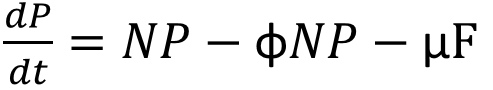 dP/dt = NP − ϕNP − μF